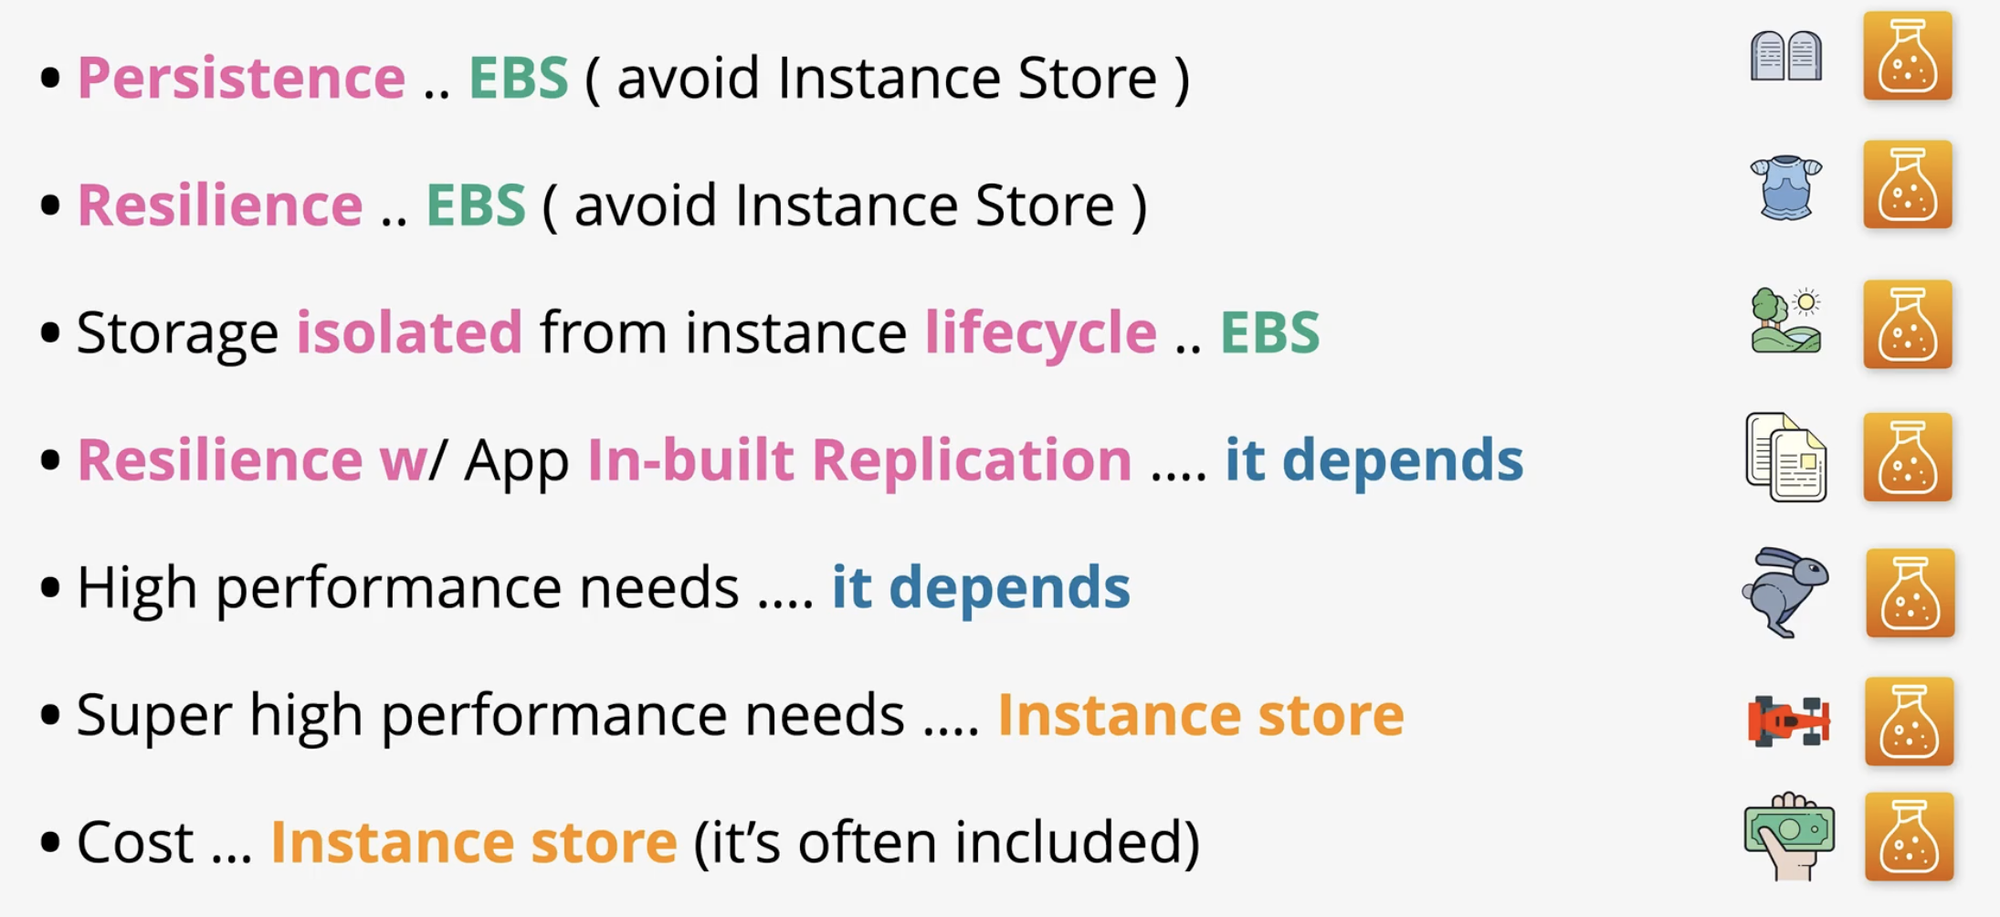 • Persistence .. EBS ( avoid Instance Store )
• Resilience .. EBS ( avoid Instance Store )
• Storage isolated from instance lifecycle .. EBS
• Resilience w/ App In-built Replication .... it depends
• High performance needs .... it depends
• Super high performance needs .... Instance store
• Cost ... Instance store (it’s often included)